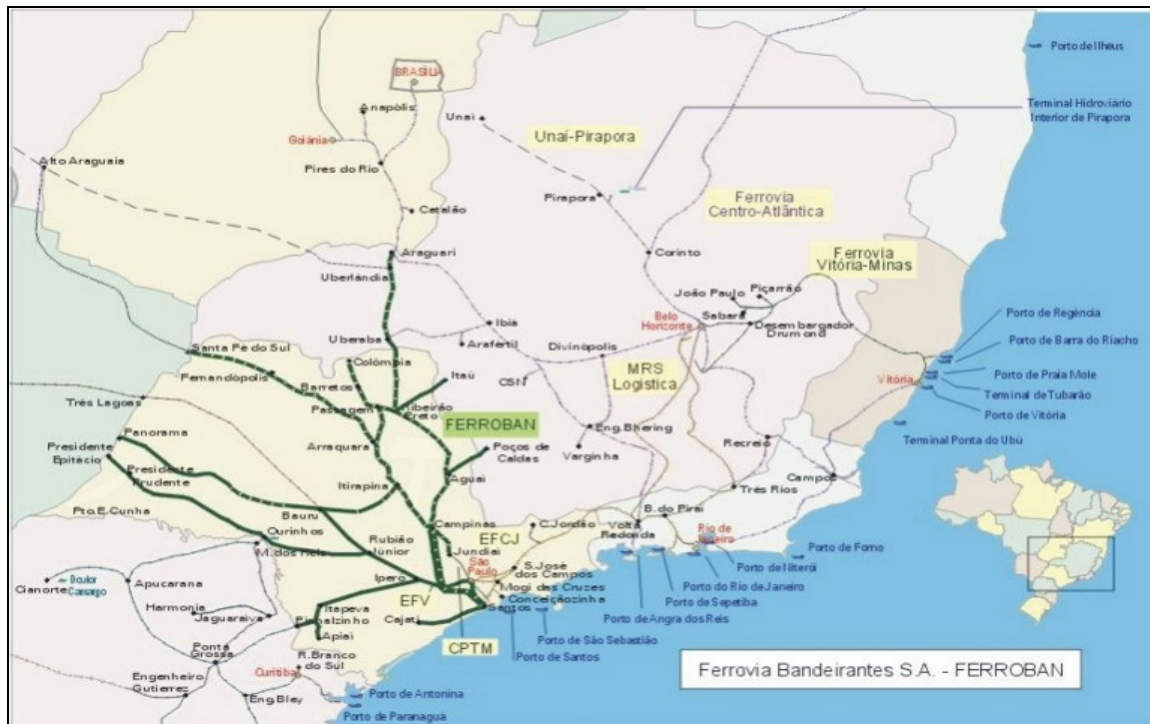 Porto de Ilhéus
BRASÍLIA
Anápolis
Unaí
Terminal Hidroviário
Interior de Pirapora
Goiânia
Unaí-Pirapora
Alto Araguaia
Pires do Rio
Pirapora
Ferrovia
Centro-Atlântica
Catalão
Araguari
Corinto
Ferrovia
Vitória-Minas
Uberlândia
João Paulo
Piçarrão
Sabará
Ibiá
Belo
Horizonte
Desembargador
Drumond
Porto de Regência
Uberaba
Arafértil
Divinópolis
Porto de Barra do Riacho
Santa Fé do Sul
Colômbia
MRS
Logística
Fernandópolis
Itaú
CSN
Vitória
Porto de Praia Mole
Barretos
Terminal de Tubarão
Três Lagoas
Passagem
Ribeirão
Preto
Porto de Vitória
FERROBAN
Eng.Bhering
Terminal Ponta do Ubú
Panorama
Araquara
Poços de
Caldas
Varginha
Recreio
Presidente
Epitácio
Presidente
Prudente
Itirapina
Aguaí
Campos
Três Rios
Pto.E.Cunha
Bauru
Ourinhos
Campinas
C.Jordão
B.do Piraí
EFCJ
Volta
Redonda
Rio de
Janeiro
M.dos Reis
Rubião
Júnior
Jundiaí
Porto de Forno
São
Paulo
S.José
dos Campos
Porto de Niterói
Cianorte
Doutor
Camargo
Apucarana
Ipero
Mogi das Cruzes
Porto do Rio de Janeiro
Conceiçãozinha
Porto de Sepetiba
Harmonia
EFV
Santos
Jaguaraiva
Itapeva
Pinhalzinho
Cajati
Porto de Angra dos Reis
Apiaí
Porto de São Sebastião
CPTM
Porto de Santos
Ponta
Grossa
R.Branco
do Sul
Curitiba
Ferrovia Bandeirantes S.A. - FERROBAN
Engenheiro
Gutierrez
Eng.Bley
Porto de Antonina
Porto de Paranaguá